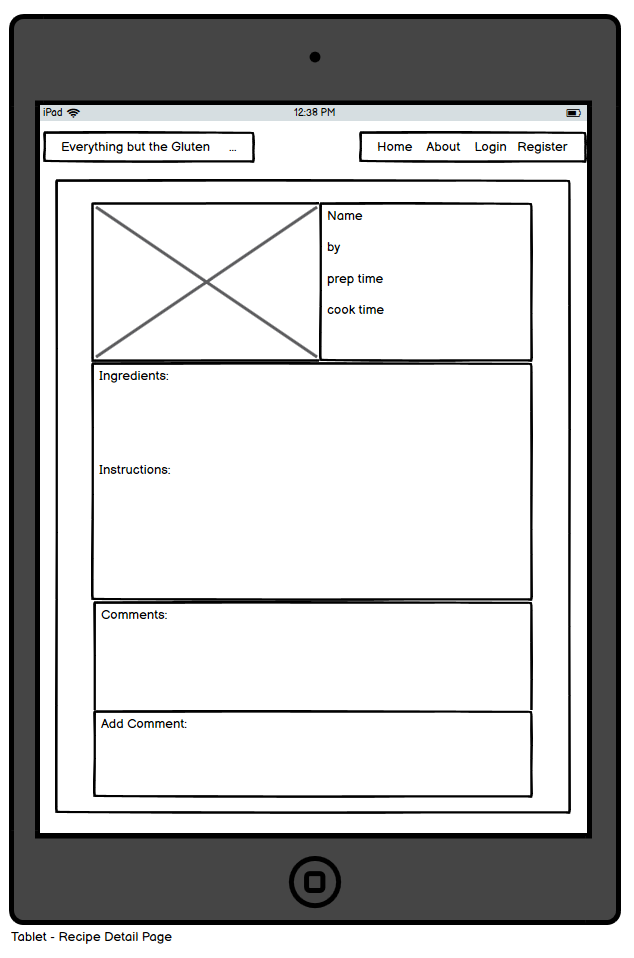 iPad 12:38 PM
Everything but the Gluten ... Home About Login Register
Name
by
prep time
cook time
Ingredients:
Instructions:
Comments:
Add Comment:
Tablet - Recipe Detail Page